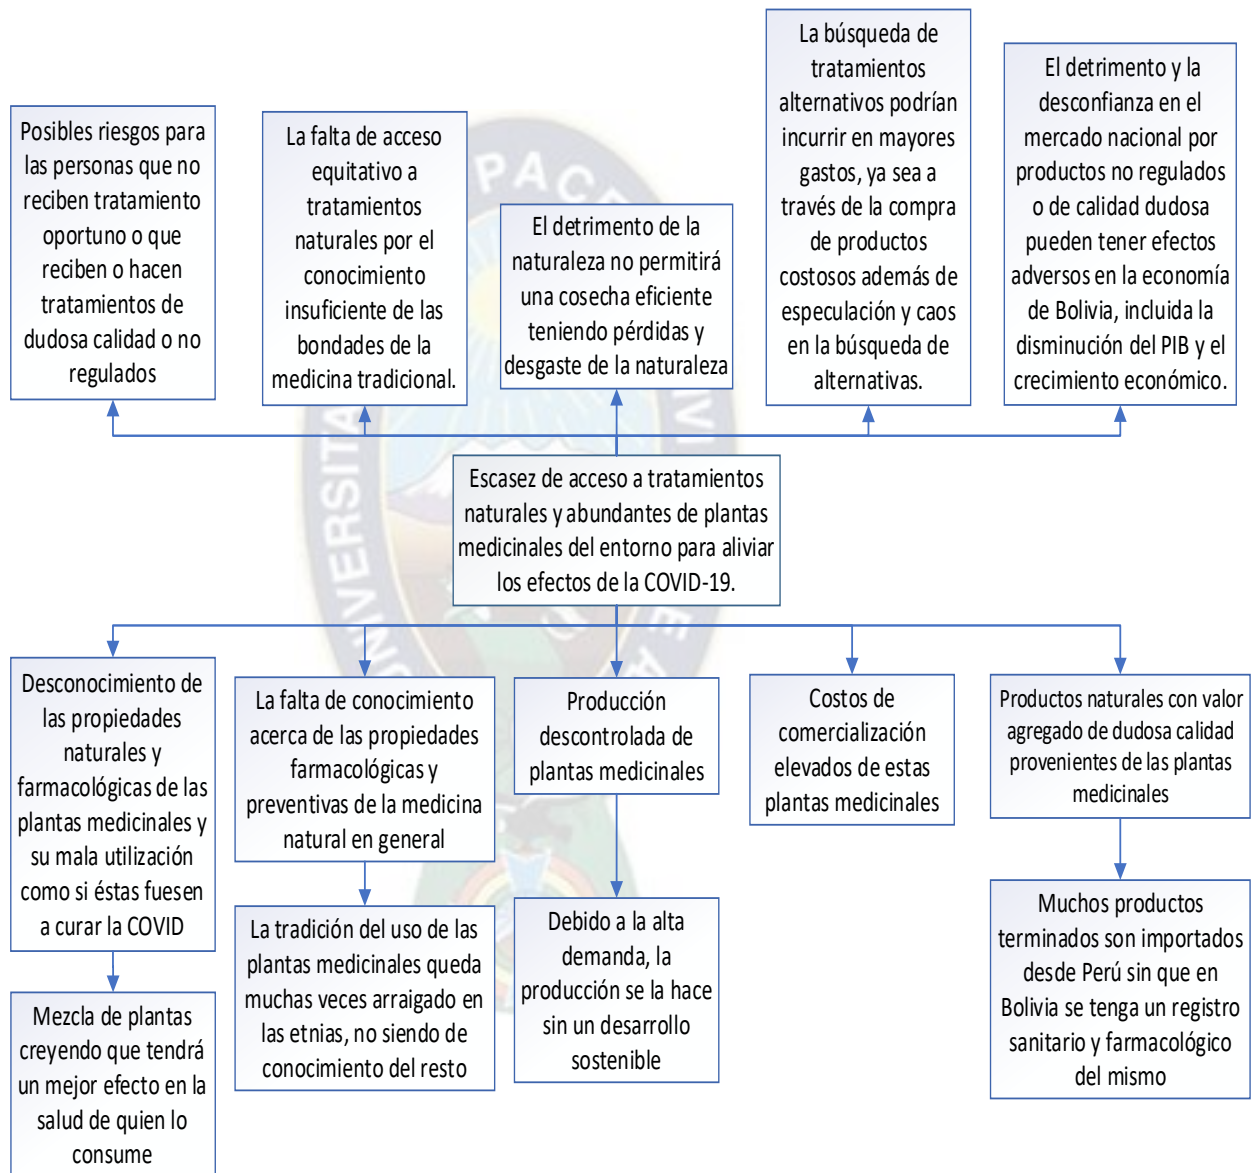 Posibles riesgos para
las personas que no
reciben tratamiento
oportuno o que
reciben o hacen
tratamientos de
dudosa calidad o no
regulados
La falta de acceso
equitativo a
tratamientos
naturales por el
conocimiento
insuficiente de las
bondades de la
medicina tradicional.
El detrimento de la
naturaleza no permitirá
una cosecha eficiente
teniendo pérdidas y
desgaste de la naturaleza
La búsqueda de
tratamientos
alternativos podrían
incurrir en mayores
gastos, ya sea a
través de la compra
de productos
costosos además de
especulación y caos
en la búsqueda de
alternativas.
El detrimento y la
desconfianza en el
mercado nacional por
productos no regulados
o de calidad dudosa
pueden tener efectos
adversos en la economía
de Bolivia, incluida la
disminución del PIB y el
crecimiento económico.
Escasez de acceso a tratamientos
naturales y abundantes de plantas
medicinales del entorno para aliviar
los efectos de la COVID-19.
Desconocimiento de
las propiedades
naturales y
farmacológicas de las
plantas medicinales y
su mala utilización
como si éstas fuesen
a curar la COVID
La falta de conocimiento
acerca de las propiedades
farmacológicas y
preventivas de la medicina
natural en general
Producción
descontrolada de
plantas medicinales
Costos de
comercialización
elevados de estas
plantas medicinales
Productos naturales con valor
agregado de dudosa calidad
provenientes de las plantas
medicinales
Mezcla de plantas
creyendo que tendrá
un mejor efecto en la
salud de quien lo
consume
La tradición del uso de las
plantas medicinales queda
muchas veces arraigado en
las etnias, no siendo de
conocimiento del resto
Debido a la alta
demanda, la
producción se la hace
sin un desarrollo
sostenible
Muchos productos
terminados son importados
desde Perú sin que en
Bolivia se tenga un registro
sanitario y farmacológico
del mismo